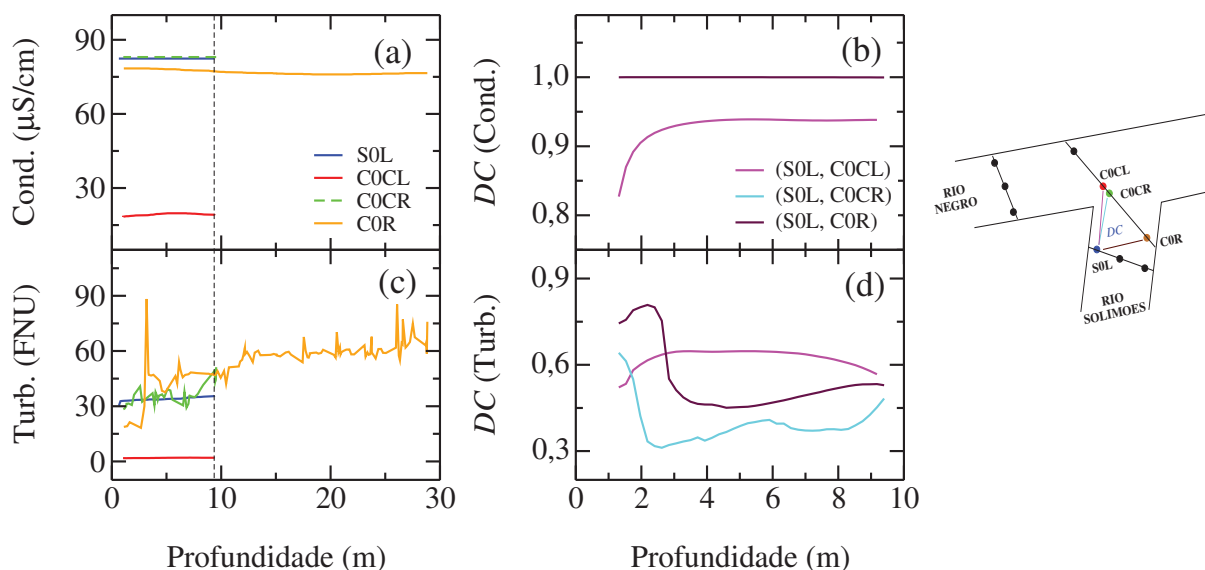 90
60
30
0
Cond. (µS/cm)
(a)
S0L
C0CL
C0CR
C0R
90
60
30
0
Turb. (FNU)
(c)
0
10
20
30
Profundidade (m)
1,0
0,9
0,8
DC (Cond.)
(b)
(S0L, C0CL)
(S0L, C0CR)
(S0L, C0R)
0,9
0,6
0,3
DC (Turb.)
(d)
0
2
4
6
8
10
Profundidade (m)
RIO
NEGRO
C0CL
C0CR
DC
C0R
S0L
RIO
SOLIMOES